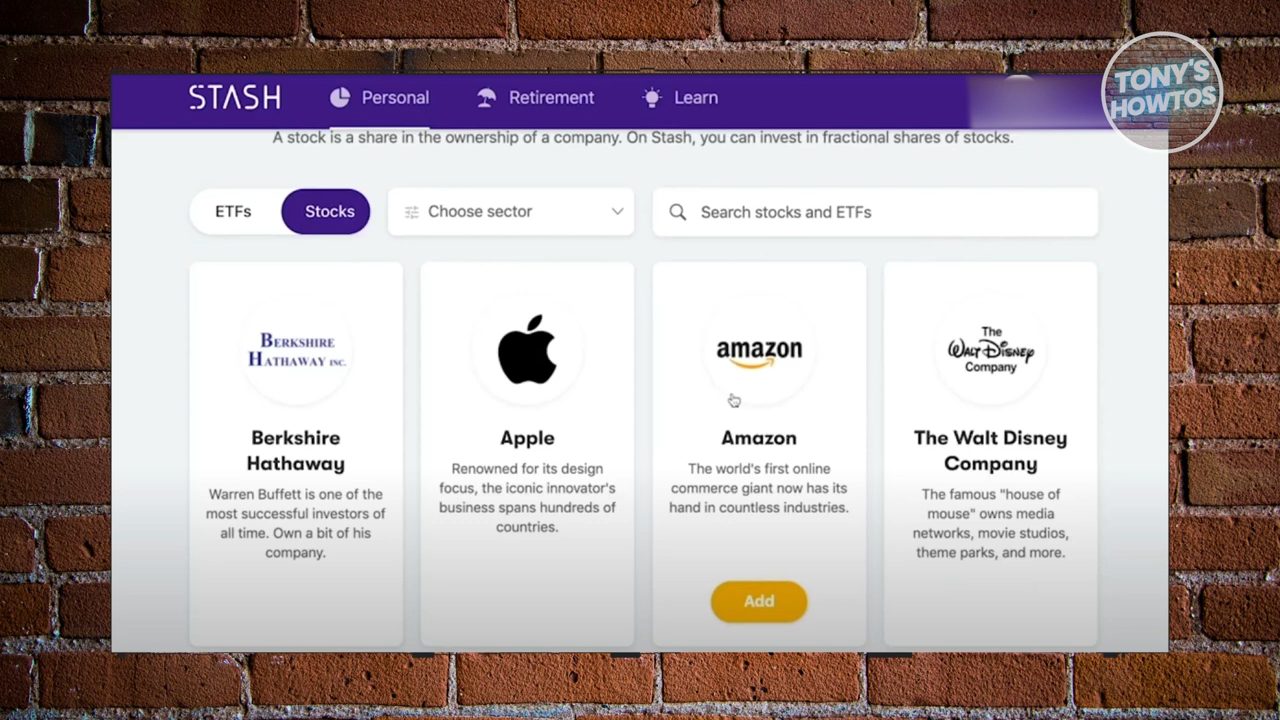 TONY'S
HOWTOS
STASH
Personal
Retirement
Learn
A stock is a share in the ownership of a company. On Stash, you can invest in fractional shares of stocks.
ETFs
Stocks
Choose sector
Search stocks and ETFs
BERKSHIRE
HATHAWAY INC.
Berkshire
Hathaway
Warren Buffett is one of the
most successful investors of
all time. Own a bit of his
company.
Apple
Renowned for its design
focus, the iconic innovator's
business spans hundreds of
countries.
amazon
Amazon
The world's first online
commerce giant now has its
hand in countless industries.
Add
The
WALT DISNEY
Company
The Walt Disney
Company
The famous "house of
mouse" owns media
networks, movie studios,
theme parks, and more.